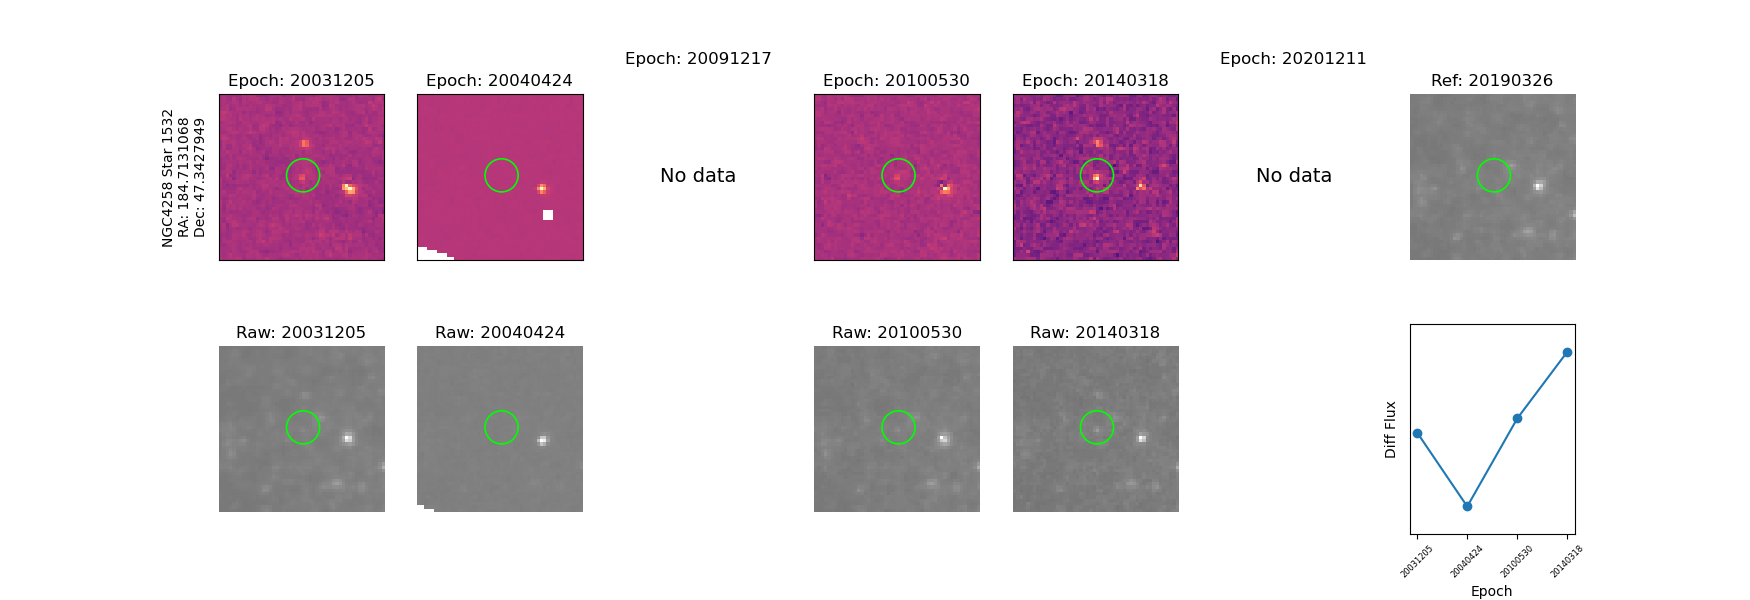 NGC4258 Star 1532
RA: 184.7131068
Dec: 47.3427949
Epoch: 20031205
Epoch: 20040424
Epoch: 20091217
No data
Epoch: 20100530
Epoch: 20140318
Epoch: 20201211
No data
Ref: 20190326
Raw: 20031205
Raw: 20040424
Raw: 20100530
Raw: 20140318
Diff Flux
20031205
20040424
20100530
20140318
Epoch